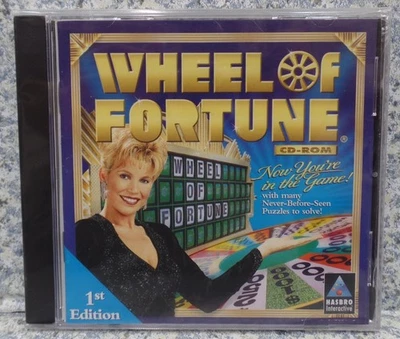 WHEEL OF
FORTUNE®
CD-ROM
Now You're
in the Game!
with many
Never-Before-Seen
Puzzles to solve!
WHEEL
OF
FORTUNE
1st
Edition
HASBRO
Interactive